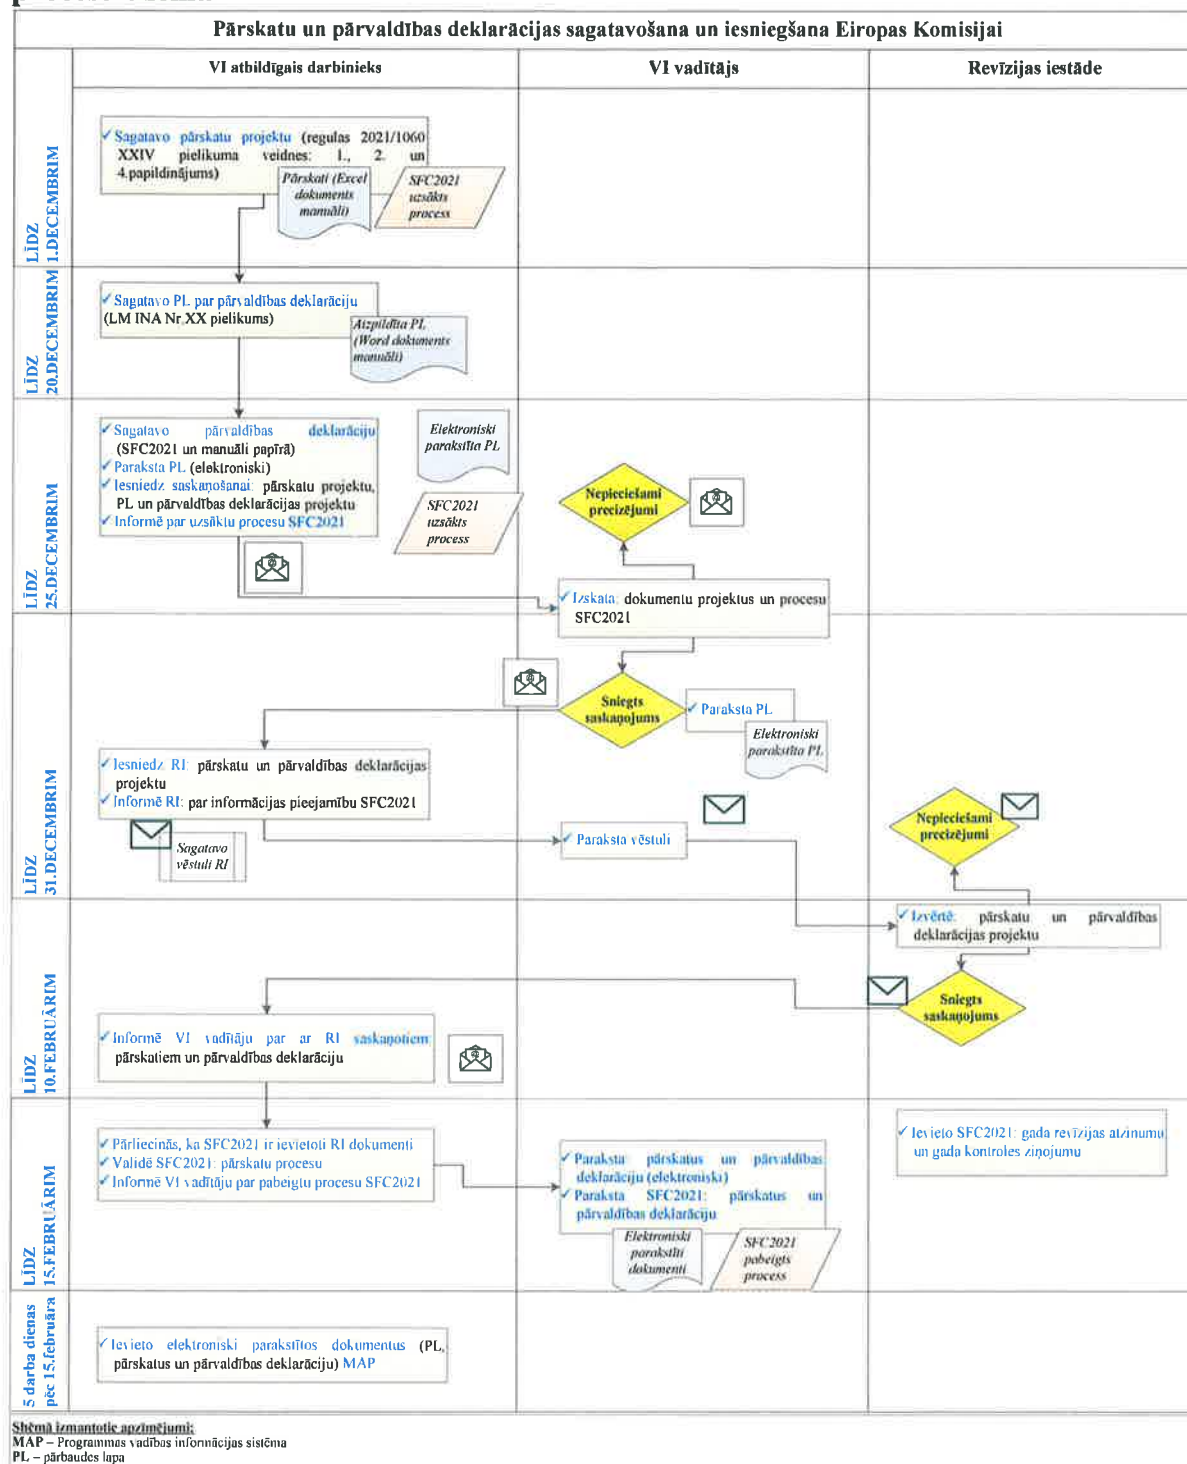 Pārskatu un pārvaldības deklarācijas sagatavošana un iesniegšana Eiropas Komisijai
VI atbildīgais darbinieks
VI vadītājs
Revīzijas iestāde
LĪDZ
1.DECEMBRIM
✓ Sagatavo pārskatu projektu (regulas 2021/1060
XXIV pielikuma veidnes: 1., 2. un
4.papildinājums)
Pārskati (Excel
dokuments
manuāli)
SFC2021
uzsākts
process
LĪDZ
20.DECEMBRIM
✓ Sagatavo PL par pārvaldības deklarāciju
(LM INA Nr.XX pielikums)
Aizpildīta PL
(Word dokuments
manuāli)
LĪDZ
25.DECEMBRIM
✓ Sagatavo pārvaldības deklarāciju
(SFC2021 un manuāli papīrā)
✓ Paraksta PL (elektroniski)
✓ Iesniedz saskaņošanai: pārskatu projektu,
PL un pārvaldības deklarācijas projektu
✓ Informē par uzsāktu procesu SFC2021
Elektroniski
parakstīta PL
SFC2021
uzsākts
process
Nepieciešami
precizējumi
✓ Izskata: dokumentu projektus un procesu
SFC2021
LĪDZ
31.DECEMBRIM
Sniegts
saskaņojums
✓ Paraksta PL
Elektroniski
parakstīta PL
✓ Iesniedz RI: pārskatu un pārvaldības deklarācijas
projektu
✓ Informē RI: par informācijas pieejamību SFC2021
Sagatavo
vēstuli RI
✓ Paraksta vēstuli
Nepieciešami
precizējumi
LĪDZ
10.FEBRUĀRIM
✓ Izvērtē: pārskatu un pārvaldības
deklarācijas projektu
Sniegts
saskaņojums
✓ Informē VI vadītāju par ar RI saskaņotiem
pārskatiem un pārvaldības deklarāciju
LĪDZ
15.FEBRUĀRIM
✓ Pārliecinās, ka SFC2021 ir ievietoti RI dokumenti
✓ Validē SFC2021: pārskatu procesu
✓ Informē VI vadītāju par pabeigtu procesu SFC2021
✓ Paraksta pārskatus un pārvaldības
deklarāciju (elektroniski)
✓ Paraksta SFC2021: pārskatus un
pārvaldības deklarāciju
Elektroniski
parakstīti
dokumenti
SFC2021
pabeigts
process
✓ Ievieto SFC2021: gada revīzijas atzinumu
un gada kontroles ziņojumu
5 darba dienas
pēc 15.februāra
✓ Ievieto elektroniski parakstītos dokumentus (PL,
pārskatus un pārvaldības deklarāciju) MAP
Shēmā izmantotie apzīmējumi:
MAP – Programmas vadības informācijas sistēma
PL – pārbaudes lapa